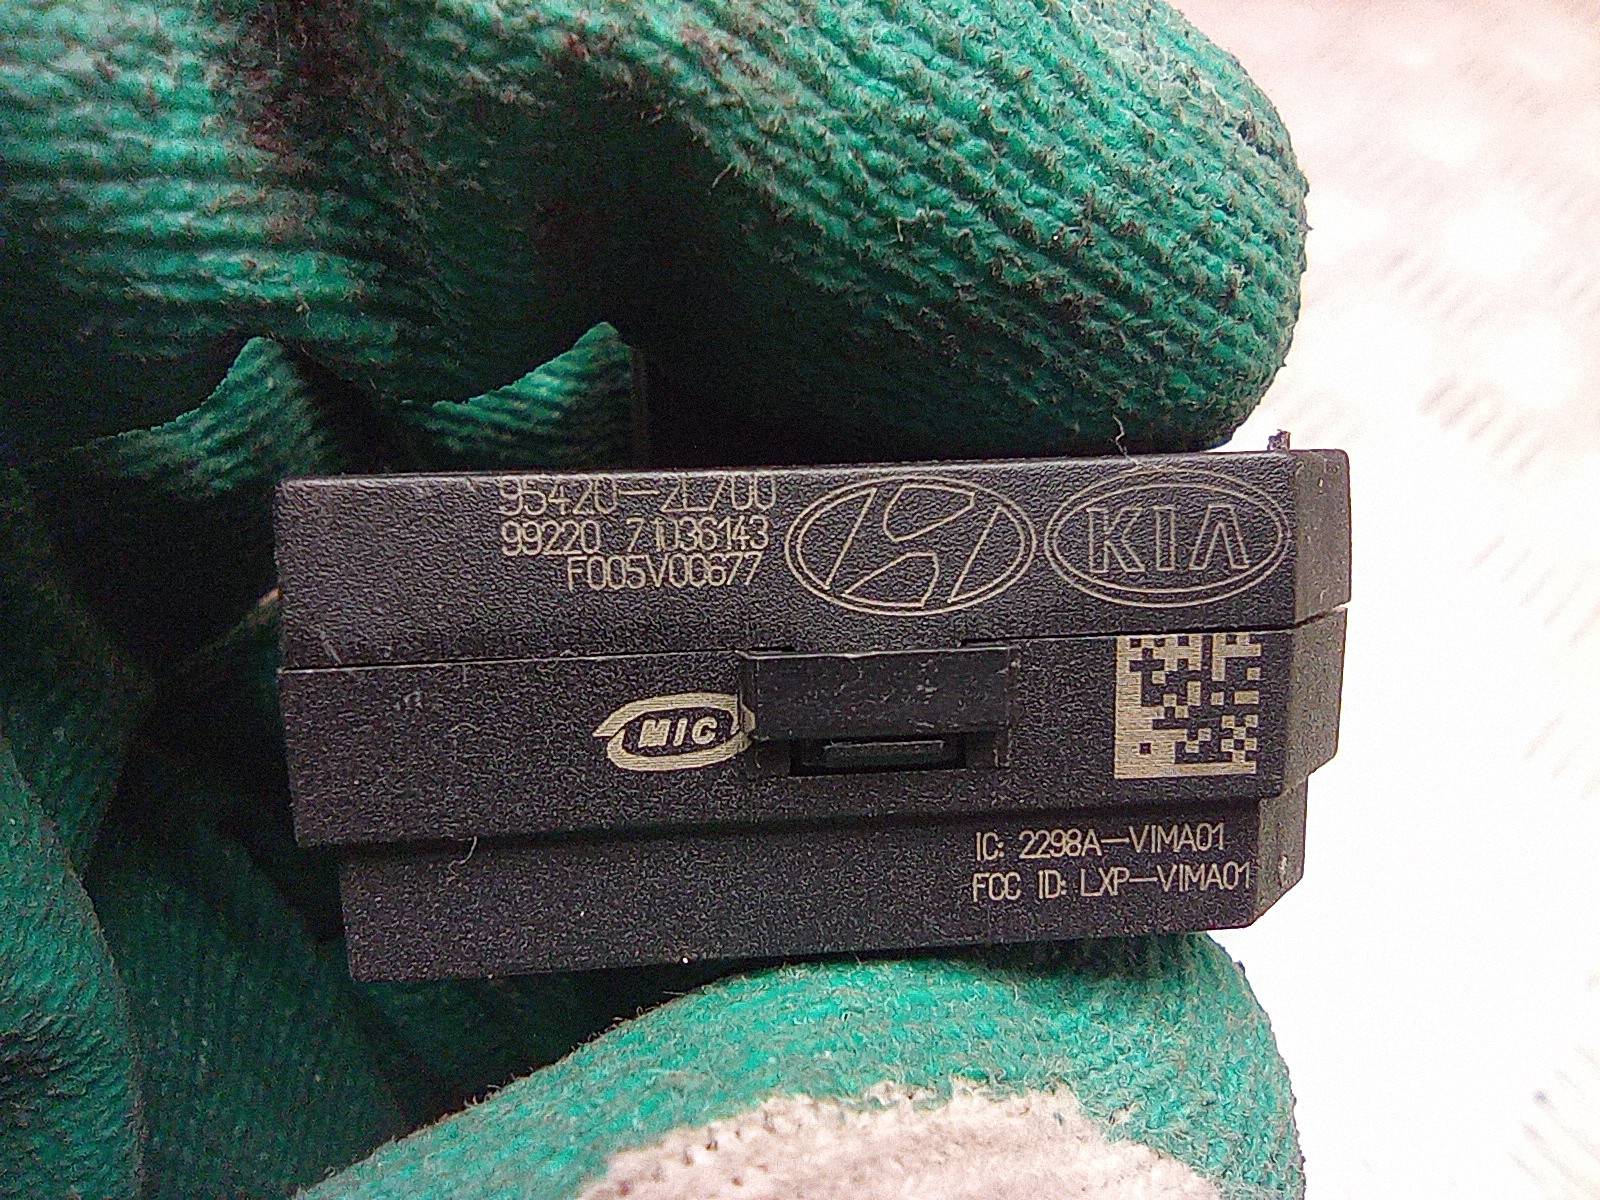 95420-2L700
99220 71036143
F005V00677
KIA
MIC
IC: 2298A-VIMA01
FCC ID: LXP-VIMA01